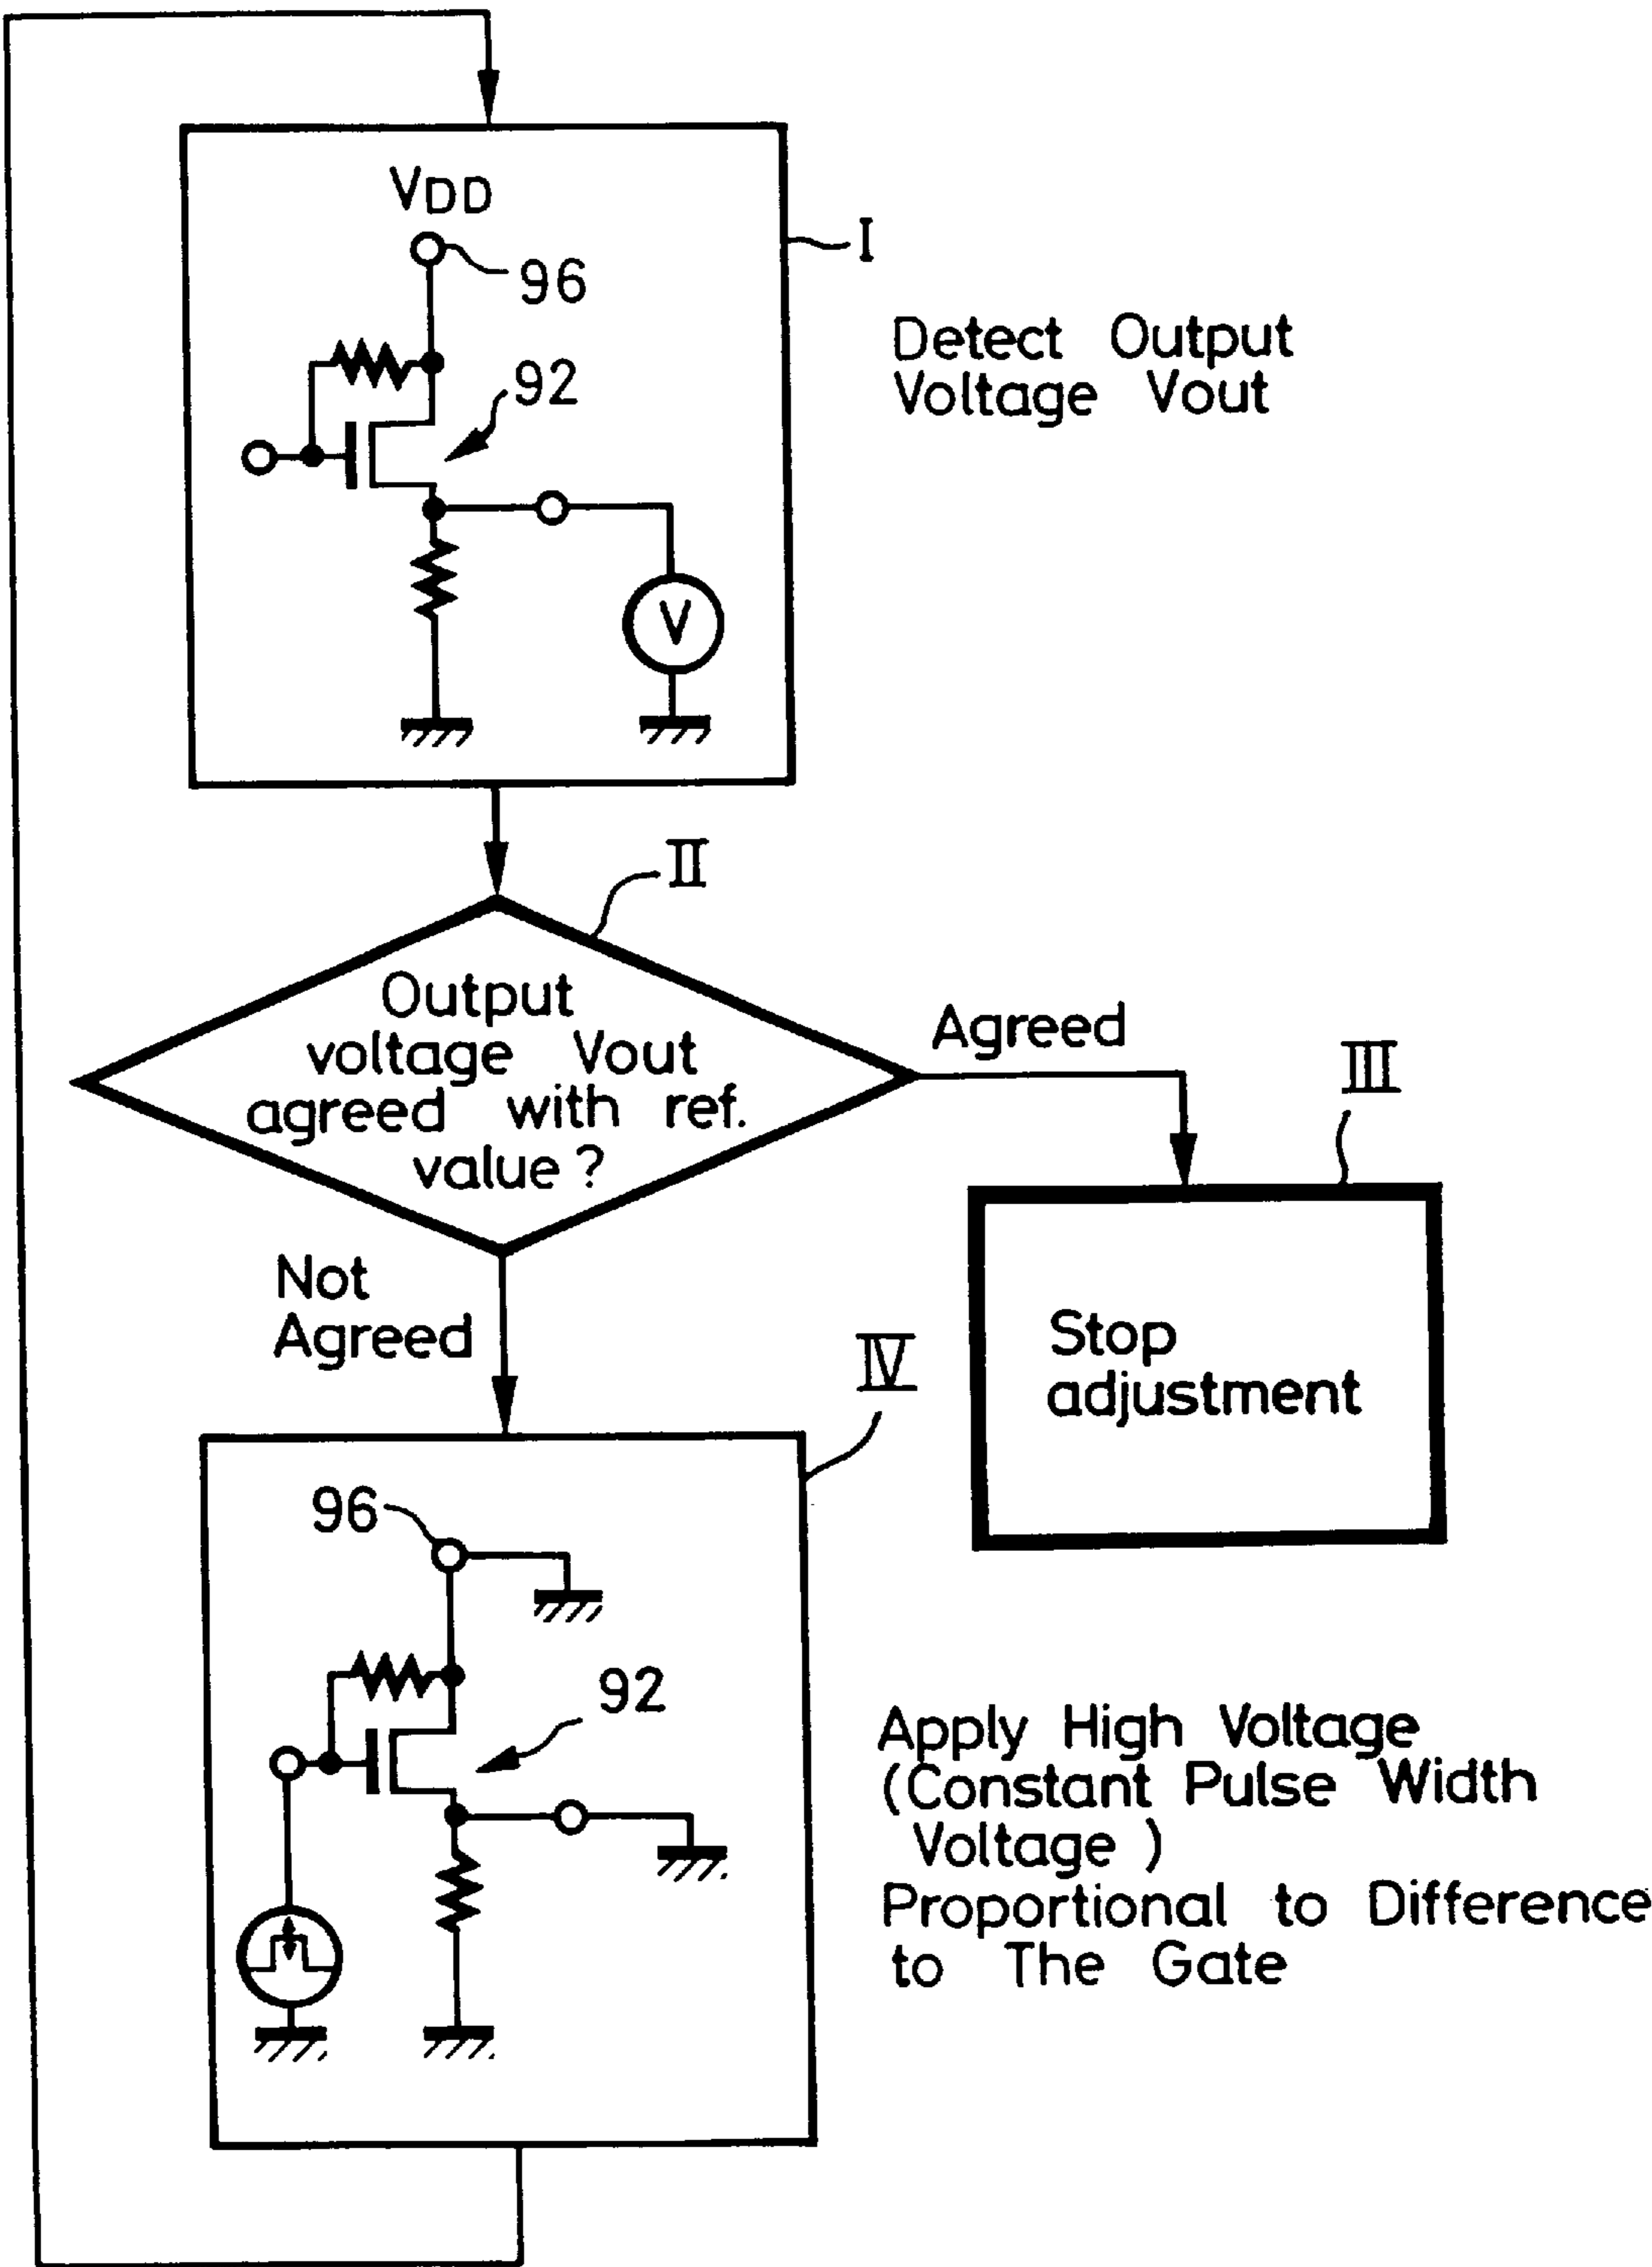 VDD
96
I
92
Detect Output
Voltage Vout
V
II
Output
voltage Vout
agreed with ref.
value?
Agreed
III
Not
Agreed
Stop
adjustment
IV
96
92
Apply High Voltage
(Constant Pulse Width
Voltage)
Proportional to Difference
to The Gate